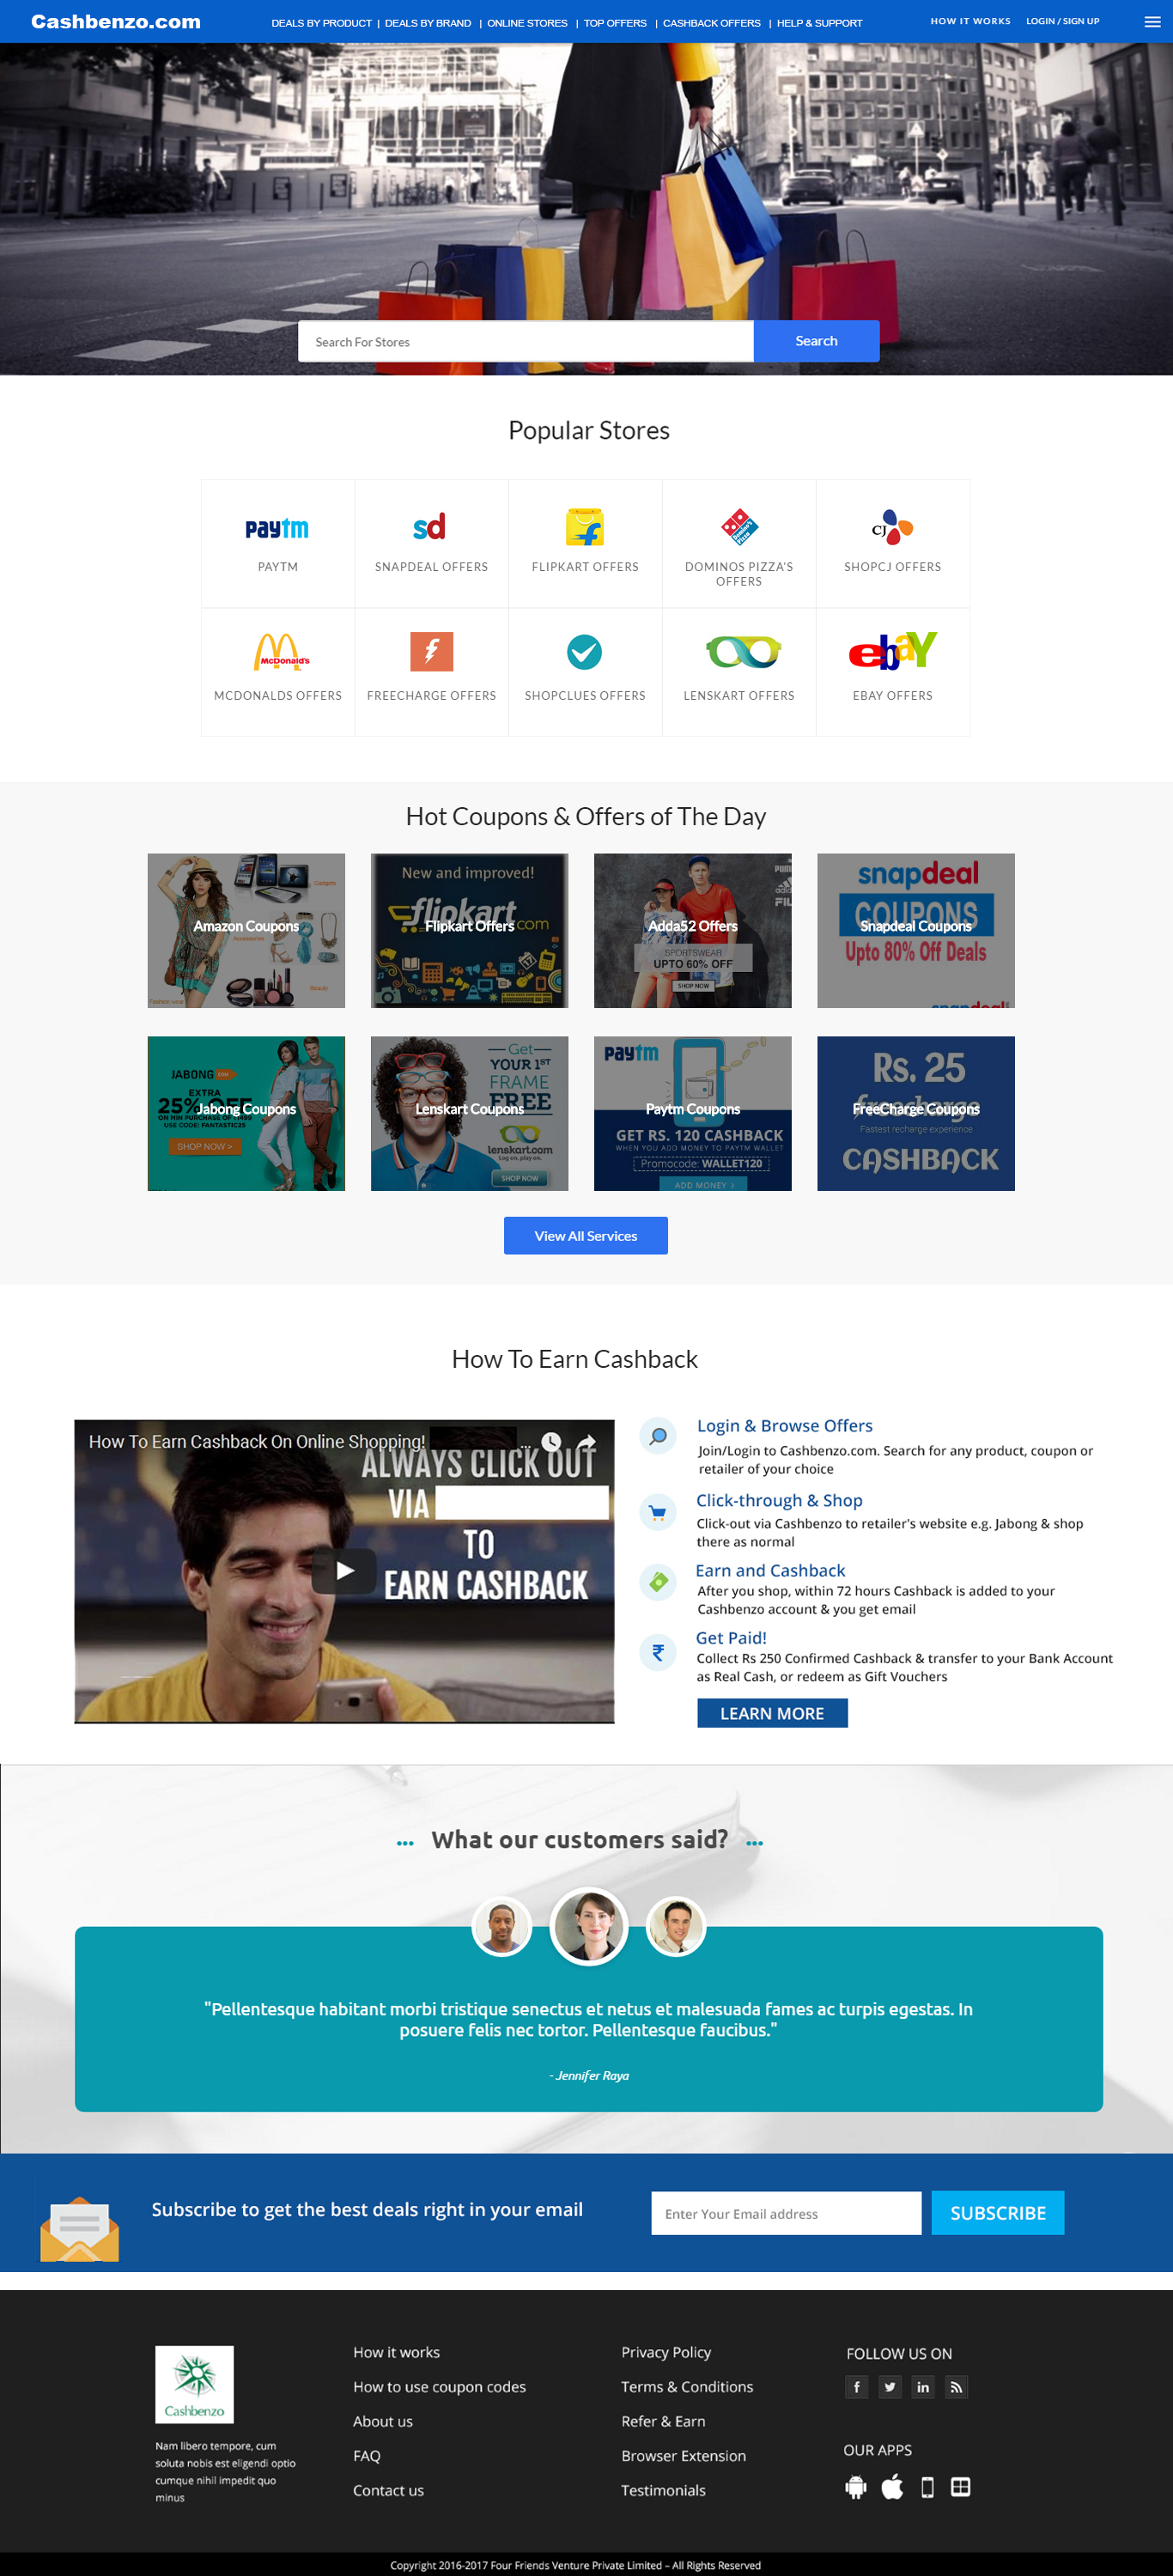 Cashbenzo.com
DEALS BY PRODUCT | DEALS BY BRAND | ONLINE STORES | TOP OFFERS | CASHBACK OFFERS | HELP & SUPPORT
HOW IT WORKS LOGIN / SIGN UP
Search For Stores
Search
Popular Stores
paytm
sd
f
Domino's Pizza
CJ
PAYTM
SNAPDEAL OFFERS
FLIPKART OFFERS
DOMINOS PIZZA'S
OFFERS
SHOPCJ OFFERS
McDonald's
ebay
MCDONALDS OFFERS
FREECHARGE OFFERS
SHOPCLUES OFFERS
LENSKART OFFERS
EBAY OFFERS
Hot Coupons & Offers of The Day
Gadgets
Amazon Coupons
Accessories
Beauty
Fashion wear
New and improved!
flipkart.com
Flipkart Offers
PUMA
adidas
FILA
Adda52 Offers
SPORTSWEAR
UPTO 60% OFF
SHOP NOW
snapdeal
COUPONS
Snapdeal Coupons
Upto 80% Off Deals
snapdeal
JABONG.COM
EXTRA
25% OFF
Jabong Coupons
ON MIN PURCHASE OF
USE CODE: FANTASTIC25
SHOP NOW >
Get
YOUR 1ST
FRAME
FREE
Lenskart Coupons
lenskart.com
Log on, play on.
SHOP NOW
paytm
Paytm Coupons
GET RS. 120 CASHBACK
WHEN YOU ADD MONEY TO PAYTM WALLET
Promocode: WALLET120
ADD MONEY >
Rs. 25
freecharge
FreeCharge Coupons
Fastest recharge experience
CASHBACK
View All Services
How To Earn Cashback
How To Earn Cashback On Online Shopping! ...
ALWAYS CLICK OUT
VIA
TO
EARN CASHBACK
Login & Browse Offers
Join/Login to Cashbenzo.com. Search for any product, coupon or
retailer of your choice
Click-through & Shop
Click-out via Cashbenzo to retailer's website e.g. Jabong & shop
there as normal
Earn and Cashback
After you shop, within 72 hours Cashback is added to your
Cashbenzo account & you get email
₹
Get Paid!
Collect Rs 250 Confirmed Cashback & transfer to your Bank Account
as Real Cash, or redeem as Gift Vouchers
LEARN MORE
What our customers said?
"Pellentesque habitant morbi tristique senectus et netus et malesuada fames ac turpis egestas. In
posuere felis nec tortor. Pellentesque faucibus."
- Jennifer Raya
Subscribe to get the best deals right in your email
Enter Your Email address
SUBSCRIBE
Cashbenzo
Nam libero tempore, cum
soluta nobis est eligendi optio
cumque nihil impedit quo
minus
How it works
How to use coupon codes
About us
FAQ
Contact us
Privacy Policy
Terms & Conditions
Refer & Earn
Browser Extension
Testimonials
FOLLOW US ON
f
in
OUR APPS
Copyright 2016-2017 Four Friends Venture Private Limited – All Rights Reserved